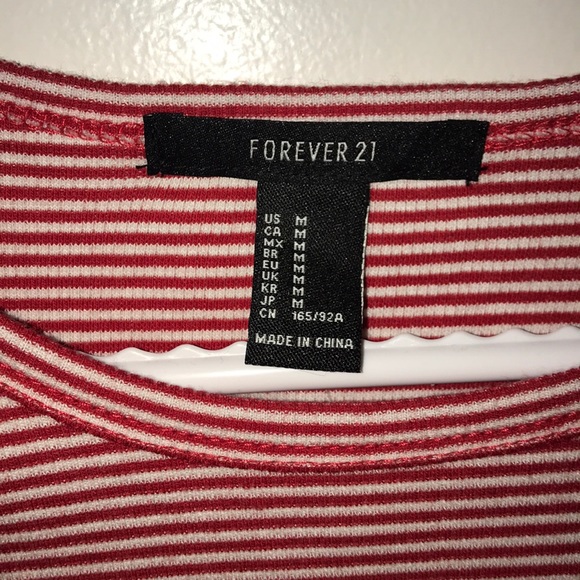 FOREVER 21
US M
CA M
MX M
BR M
EU M
UK M
KR M
JP M
CN 165/92A
MADE IN CHINA